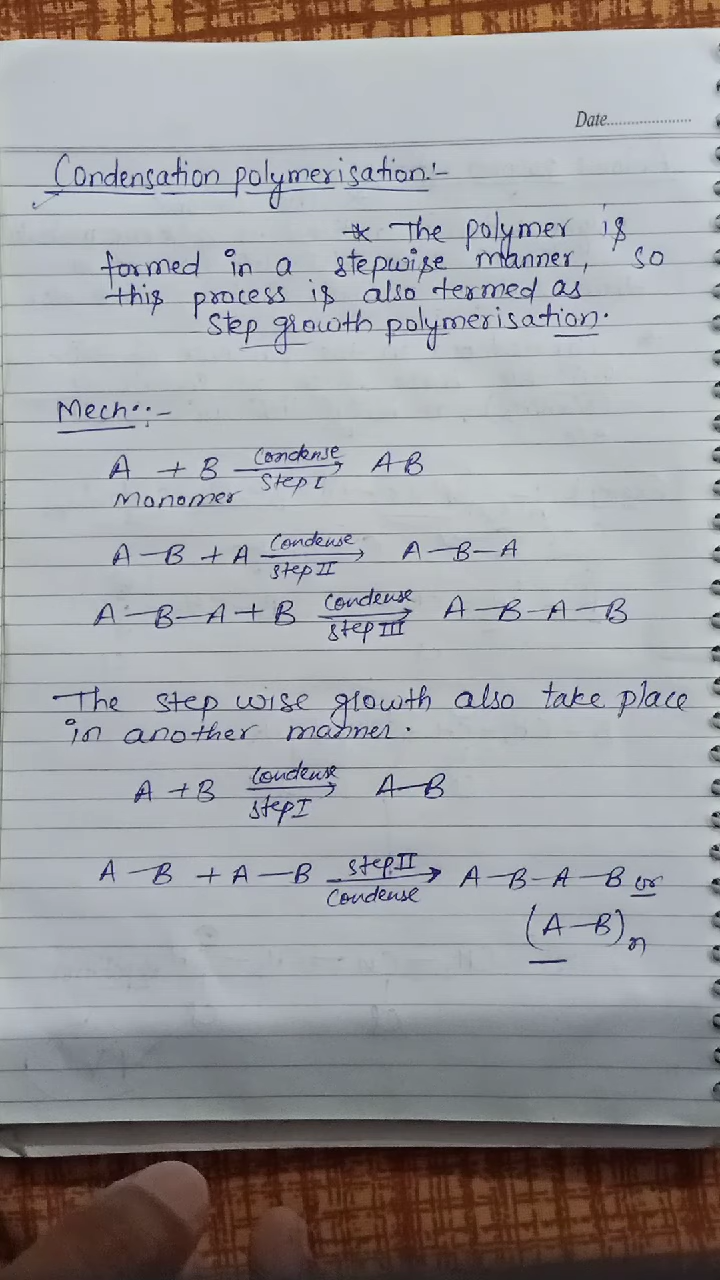 Date....................
Condensation polymerisation:-
* The polymer is
formed in a stepwise manner, so
this process is also termed as
Step growth polymerisation.
Mech:-
A + B Condense Step I → AB
Monomer
A-B + A Condense step II → A-B-A
A-B-A + B Condense step III → A-B-A-B
The step wise growth also take place
in another manner.
A + B Condense step I → A-B
A-B + A-B step II Condense → A-B-A-B or
(A-B)n